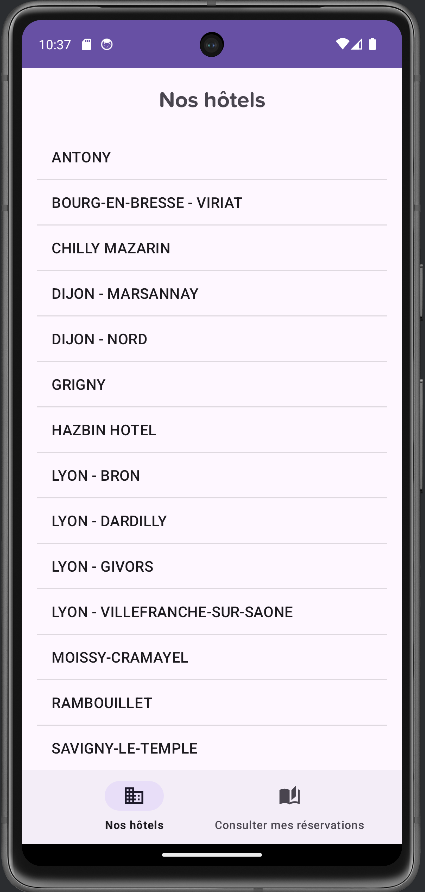 10:37
Nos hôtels
ANTONY
BOURG-EN-BRESSE - VIRIAT
CHILLY MAZARIN
DIJON - MARSANNAY
DIJON - NORD
GRIGNY
HAZBIN HOTEL
LYON - BRON
LYON - DARDILLY
LYON - GIVORS
LYON - VILLEFRANCHE-SUR-SAONE
MOISSY-CRAMAYEL
RAMBOUILLET
SAVIGNY-LE-TEMPLE
Nos hôtels
Consulter mes réservations